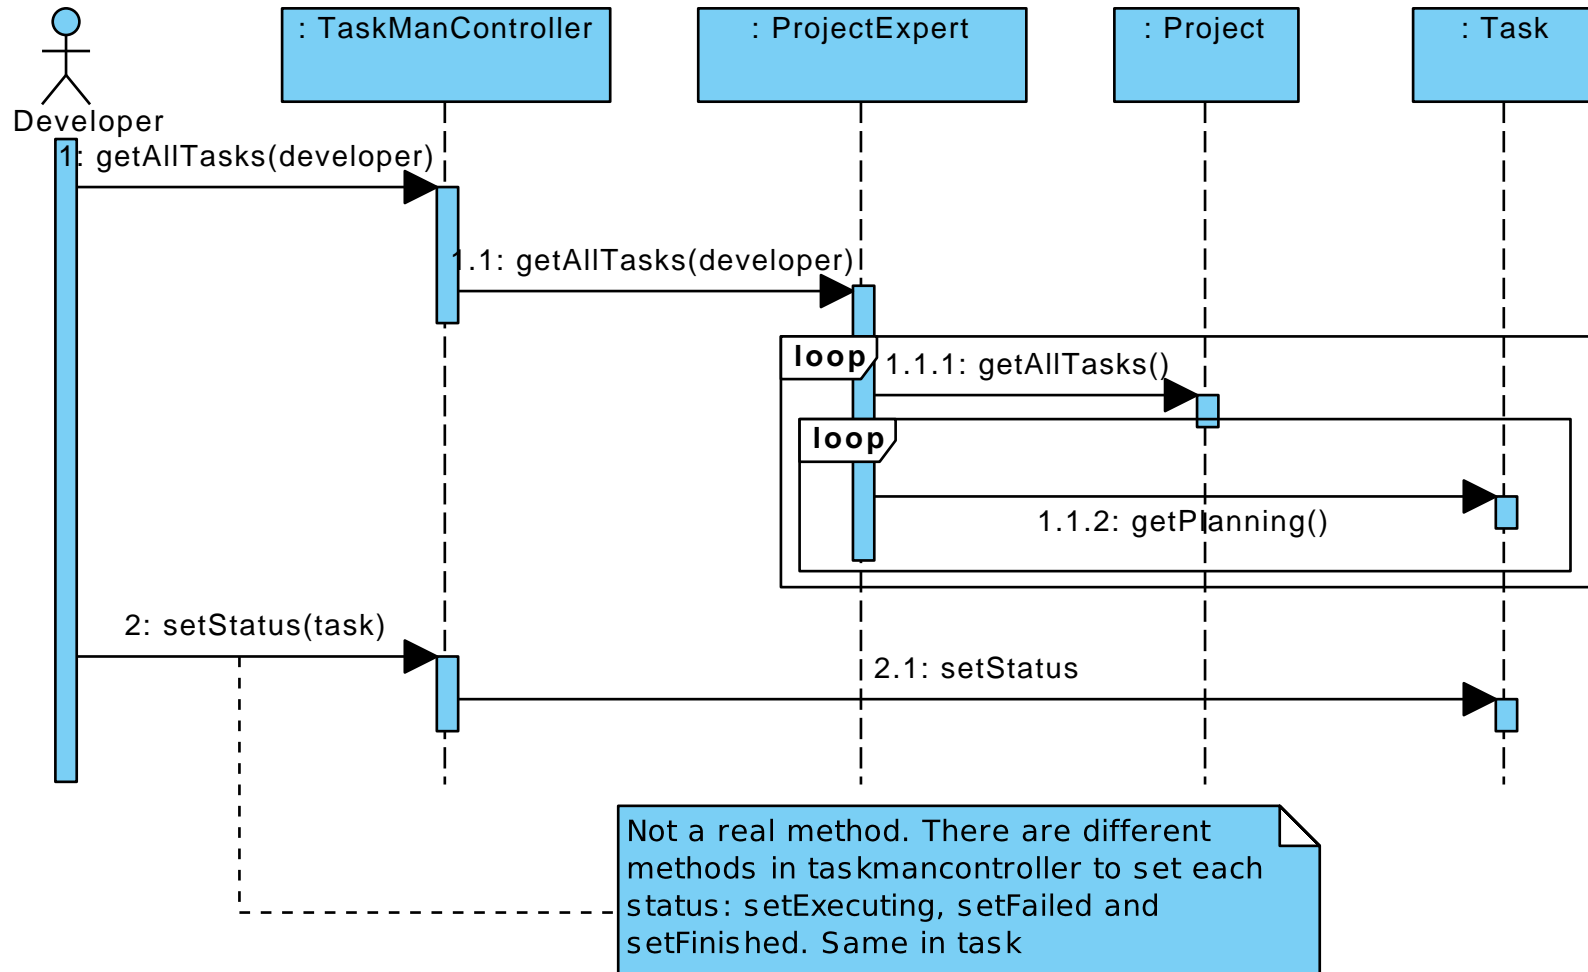 : TaskManController
: ProjectExpert
: Project
: Task
Developer
1: getAllTasks(developer)
1.1: getAllTasks(developer)
loop
1.1.1: getAllTasks()
loop
1.1.2: getPlanning()
2: setStatus(task)
2.1: setStatus
Not a real method. There are different
methods in taskmancontroller to set each
status: setExecuting, setFailed and
setFinished. Same in task